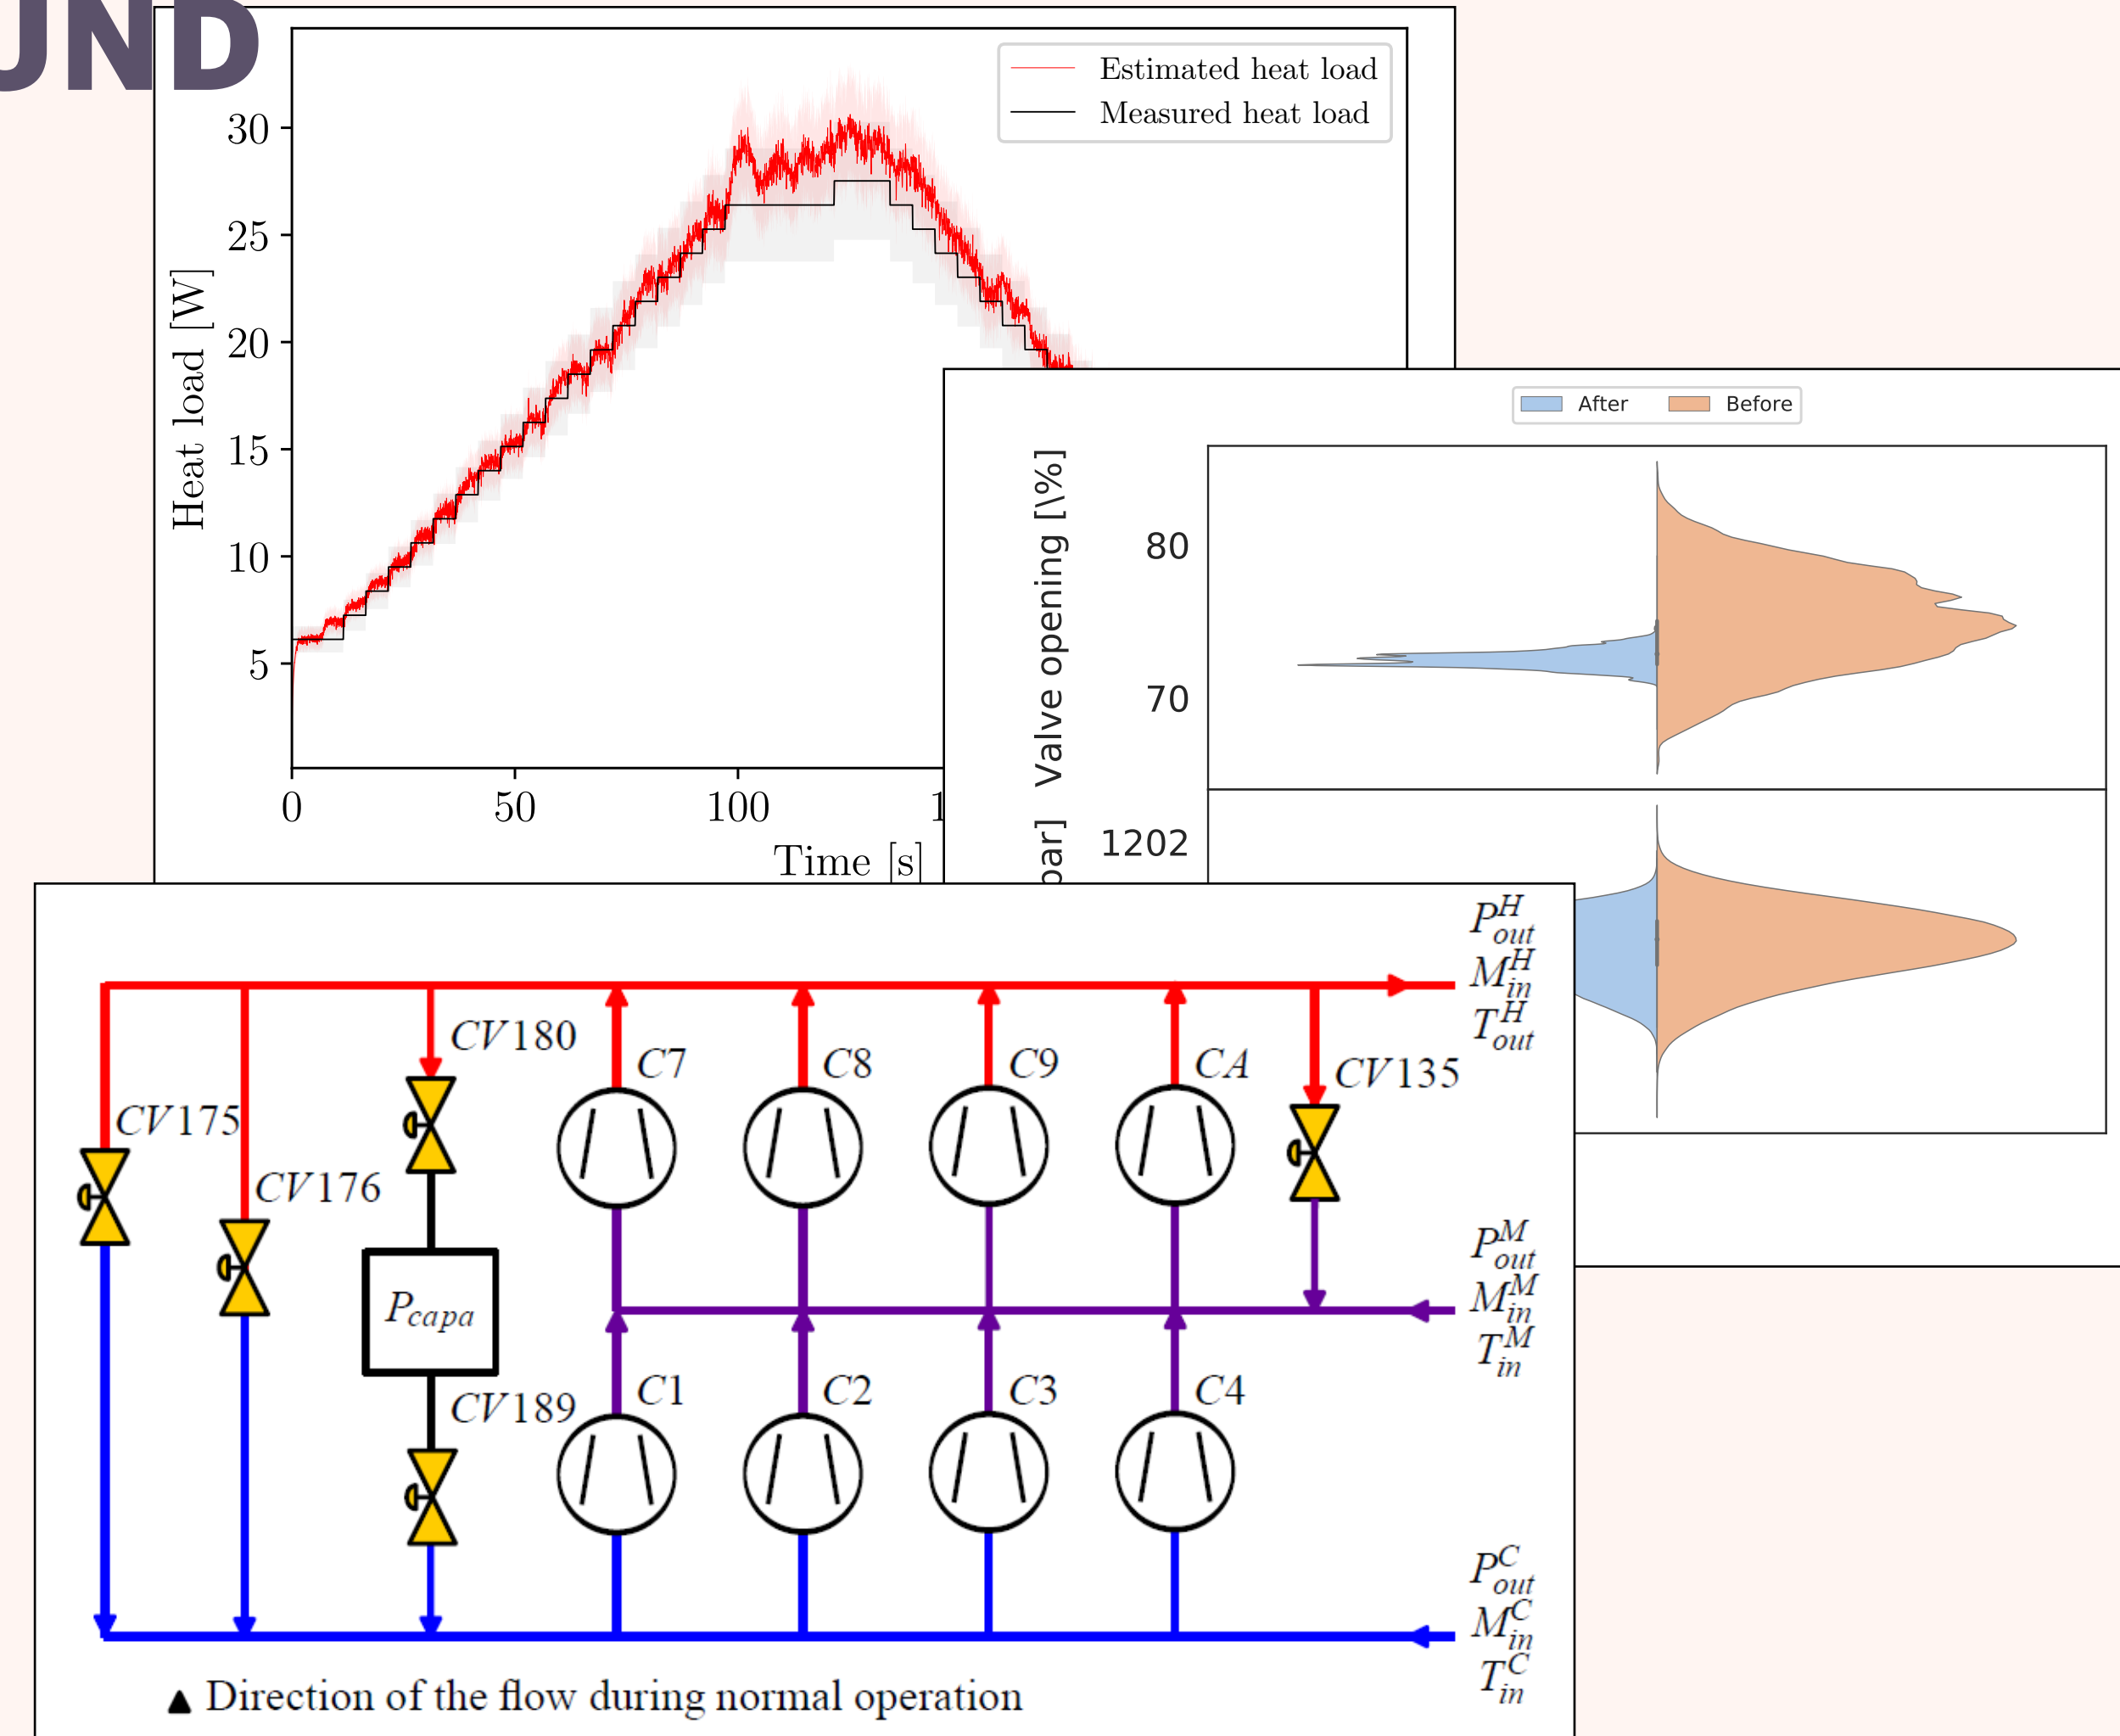 UND
Estimated heat load
Measured heat load
Heat load [W]
30
25
20
15
10
5
0
50
100
Time [s]
After
Before
Valve opening [\%]
80
70
bar]
1202
P^H_out
M^H_in
T^H_out
CV180
C7
C8
C9
CA
CV135
CV175
CV176
P_capa
P^M_out
M^M_in
T^M_in
CV189
C1
C2
C3
C4
P^C_out
M^C_in
T^C_in
▲ Direction of the flow during normal operation